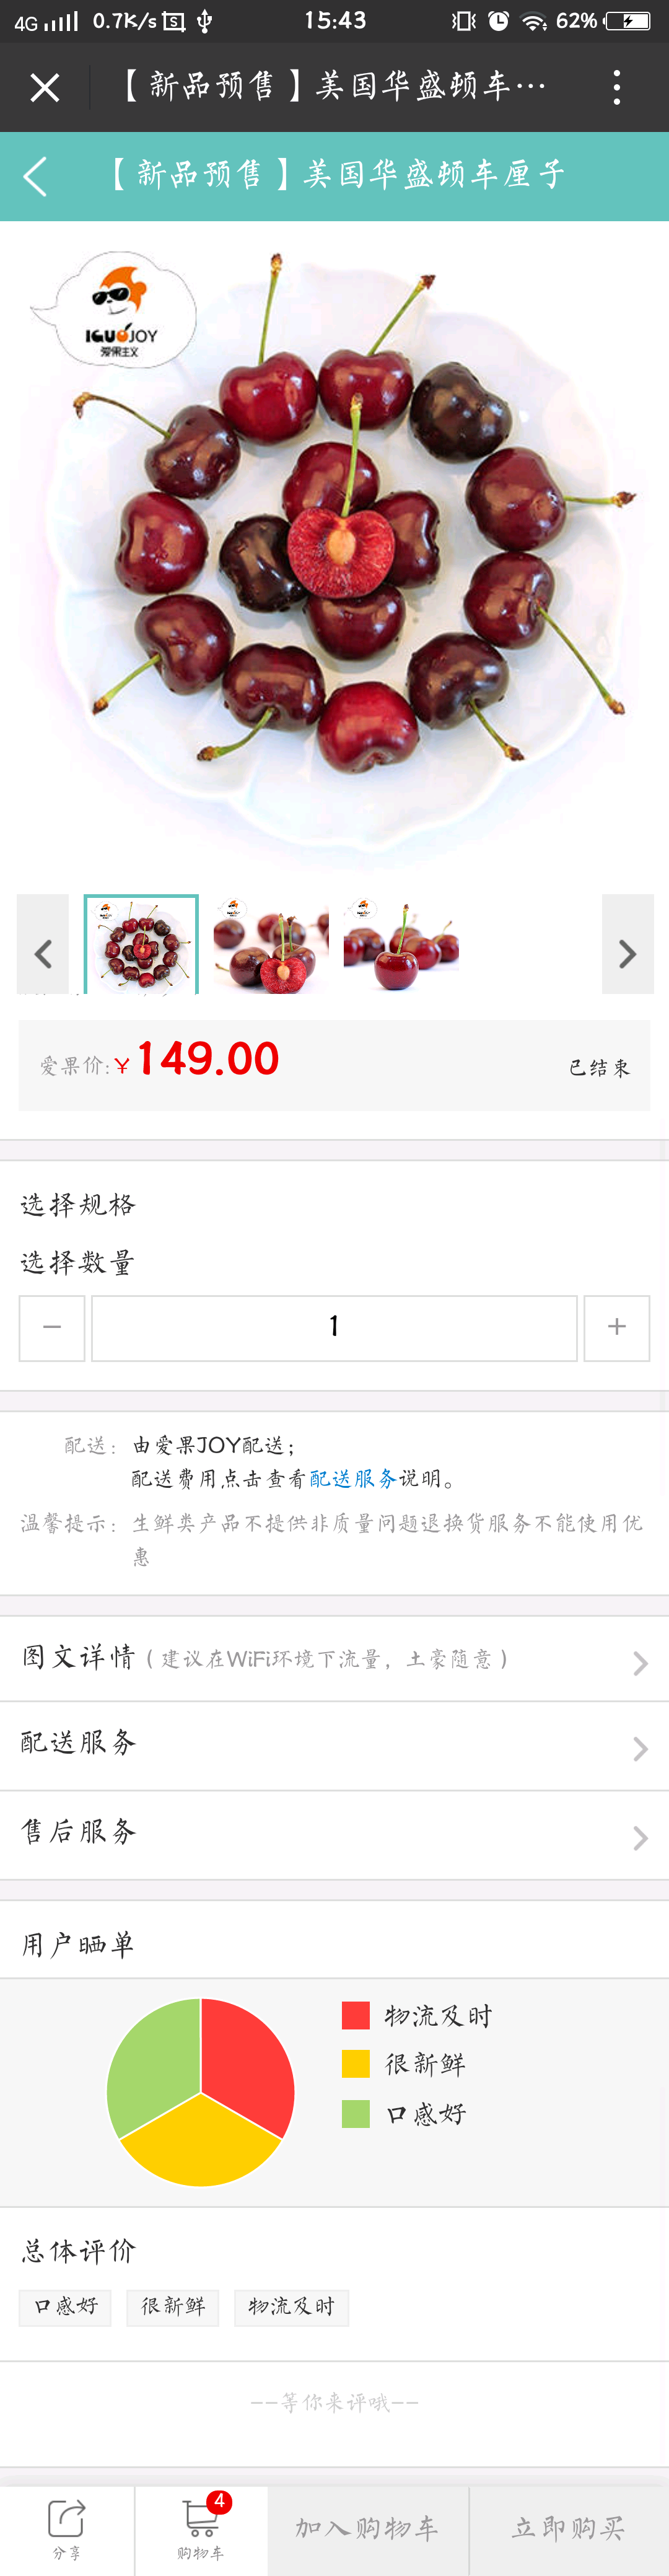 4G 0.7K/s 15:43 62%
【新品预售】美国华盛顿车…
【新品预售】美国华盛顿车厘子
IGUOJOY
爱果主义
爱果价:¥149.00 已结束
选择规格
选择数量
− 1 +
配送: 由爱果JOY配送;
配送费用,点击查看配送服务说明。
温馨提示: 生鲜类产品不提供非质量问题退换货服务不能使用优
惠
图文详情(建议在WiFi环境下流量,土豪随意)
配送服务
售后服务
用户晒单
物流及时
很新鲜
口感好
总体评价
口感好 很新鲜 物流及时
--等你来评哦--
4
分享 购物车 加入购物车 立即购买